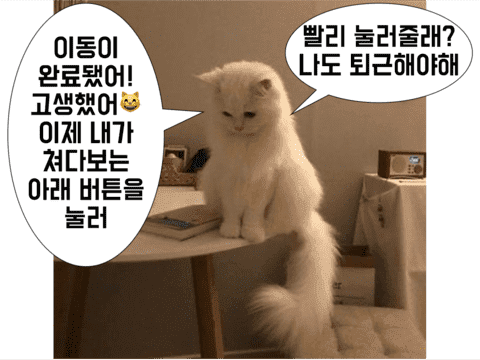 이동이
완료됐어!
고생했어😸
이제 내가
쳐다보는
아래 버튼을
눌러
빨리 눌러줄래?
나도 퇴근해야해